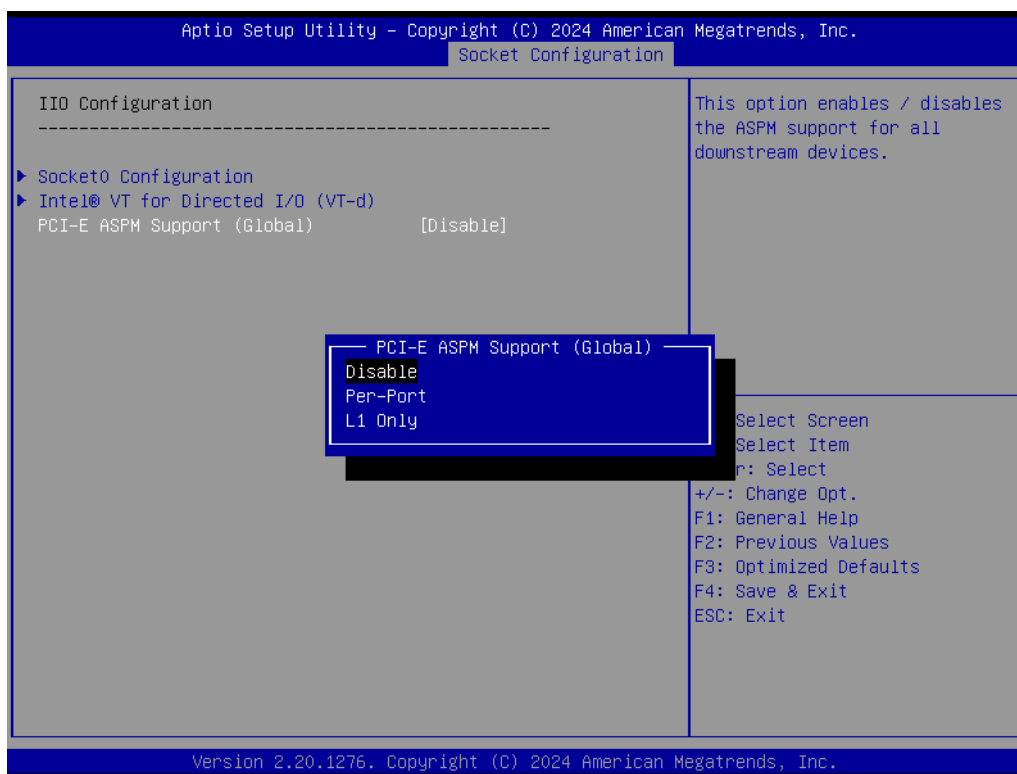 Aptio Setup Utility – Copyright (C) 2024 American Megatrends, Inc.
Socket Configuration
IIO Configuration
--------------------------------------------------
Socket0 Configuration
Intel® VT for Directed I/O (VT-d)
PCI-E ASPM Support (Global) [Disable]
This option enables / disables
the ASPM support for all
downstream devices.
PCI-E ASPM Support (Global)
Disable
Per-Port
L1 Only
Select Screen
Select Item
r: Select
+/-: Change Opt.
F1: General Help
F2: Previous Values
F3: Optimized Defaults
F4: Save & Exit
ESC: Exit
Version 2.20.1276. Copyright (C) 2024 American Megatrends, Inc.